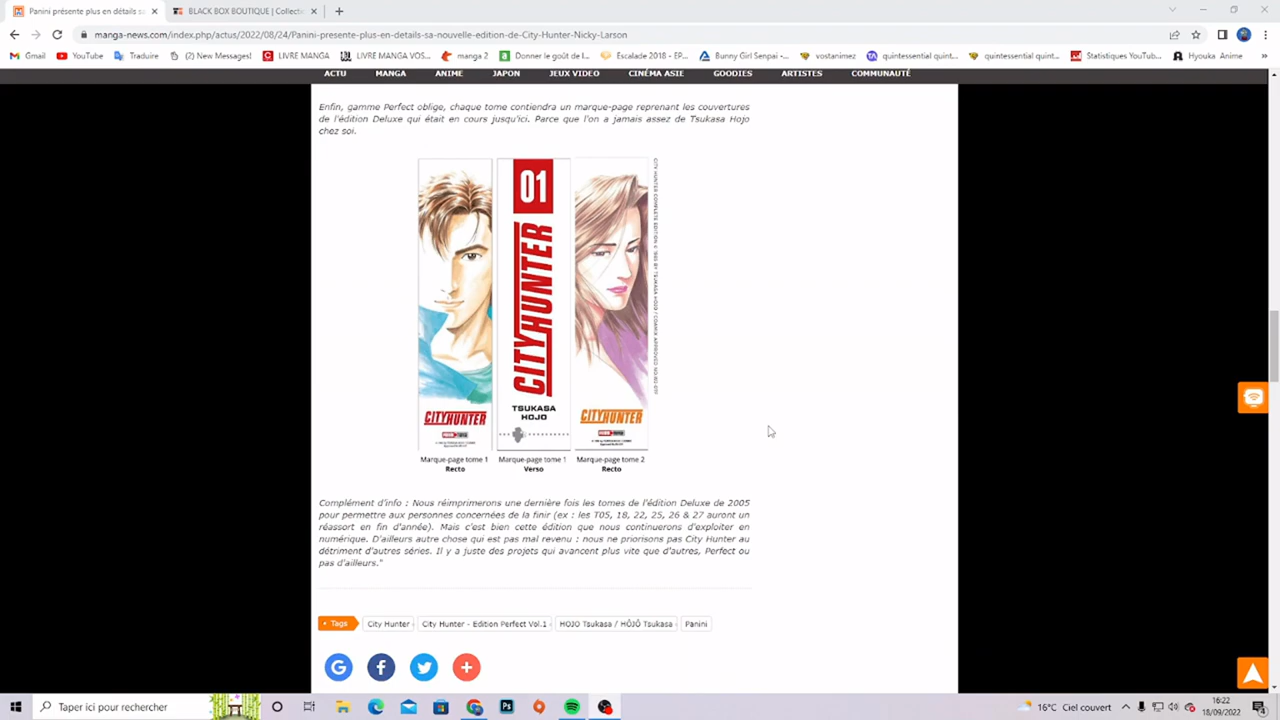 Panini présente plus en détails sa
BLACK BOX BOUTIQUE | Collecti
manga-news.com/index.php/actus/2022/08/24/Panini-presente-plus-en-details-sa-nouvelle-edition-de-City-Hunter-Nicky-Larson
Gmail YouTube Traduire (2) New Messages! LIVRE MANGA LIVRE MANGA VOS... manga 2 Donner le goût de l... Escalade 2018 - EP... Bunny Girl Senpai -... vostanimez quintessential quint... quintessential quint... Statistiques YouTub... Hyouka Anime
ACTU MANGA ANIME JAPON JEUX VIDEO CINÉMA ASIE GOODIES ARTISTES COMMUNAUTÉ
Enfin, gamme Perfect oblige, chaque tome contiendra un marque-page reprenant les couvertures
de l'édition Deluxe qui était en cours jusqu'ici. Parce que l'on a jamais assez de Tsukasa Hojo
chez soi.
01
CITYHUNTER
TSUKASA
HOJO
CITYHUNTER
CITYHUNTER
Marque-page tome 1
Recto
Marque-page tome 1
Verso
Marque-page tome 2
Recto
Complément d'info : Nous réimprimerons une dernière fois les tomes de l'édition Deluxe de 2005
pour permettre aux personnes concernées de la finir (ex : les T05, 18, 22, 25, 26 & 27 auront un
réassort en fin d'année). Mais c'est bien cette édition que nous continuerons d'exploiter en
numérique. D'ailleurs autre chose qui est pas mal revenu : nous ne priorisons pas City Hunter au
détriment d'autres séries. Il y a juste des projets qui avancent plus vite que d'autres, Perfect ou
pas d'ailleurs."
Tags City Hunter City Hunter - Edition Perfect Vol.1 HOJO Tsukasa / HÔJÔ Tsukasa Panini
Taper ici pour rechercher
16°C Ciel couvert
16:22
18/09/2022